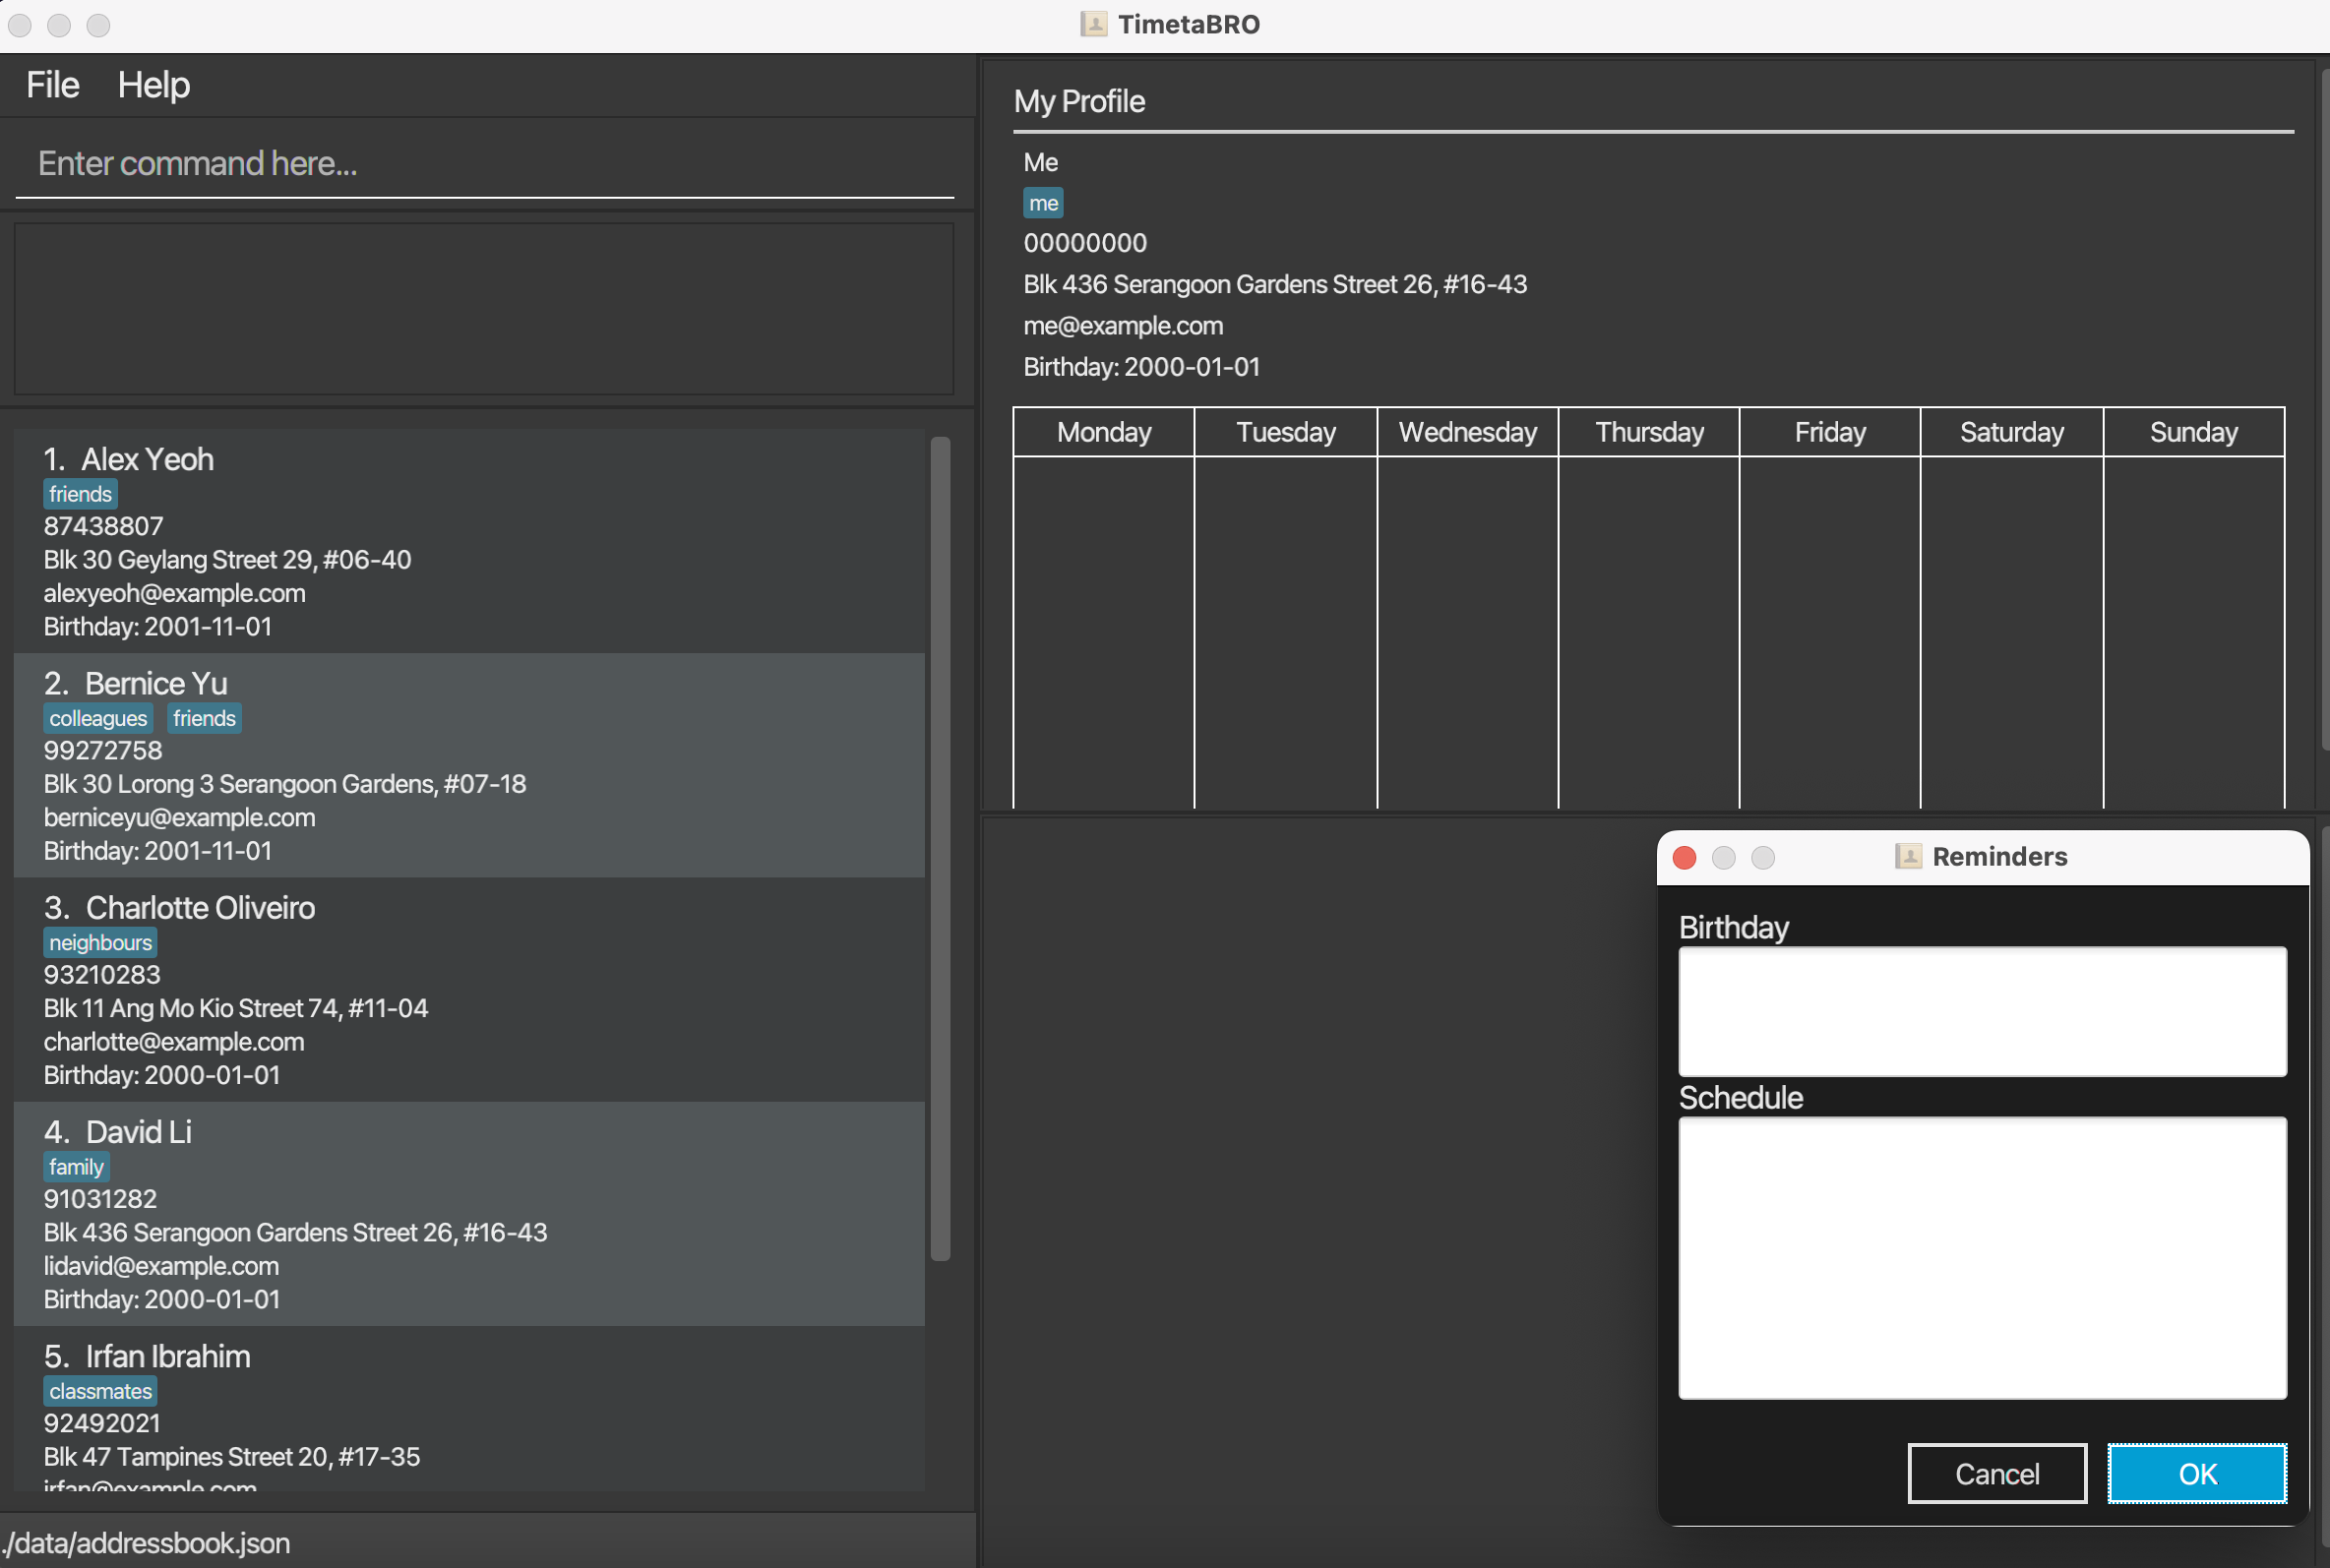 TimetaBRO
File Help
Enter command here...
1. Alex Yeoh
friends
87438807
Blk 30 Geylang Street 29, #06-40
alexyeoh@example.com
Birthday: 2001-11-01
2. Bernice Yu
colleagues friends
99272758
Blk 30 Lorong 3 Serangoon Gardens, #07-18
berniceyu@example.com
Birthday: 2001-11-01
3. Charlotte Oliveiro
neighbours
93210283
Blk 11 Ang Mo Kio Street 74, #11-04
charlotte@example.com
Birthday: 2000-01-01
4. David Li
family
91031282
Blk 436 Serangoon Gardens Street 26, #16-43
lidavid@example.com
Birthday: 2000-01-01
5. Irfan Ibrahim
classmates
92492021
Blk 47 Tampines Street 20, #17-35
irfan@example.com
./data/addressbook.json
My Profile
Me
me
00000000
Blk 436 Serangoon Gardens Street 26, #16-43
me@example.com
Birthday: 2000-01-01
Monday Tuesday Wednesday Thursday Friday Saturday Sunday
Reminders
Birthday
Schedule
Cancel OK